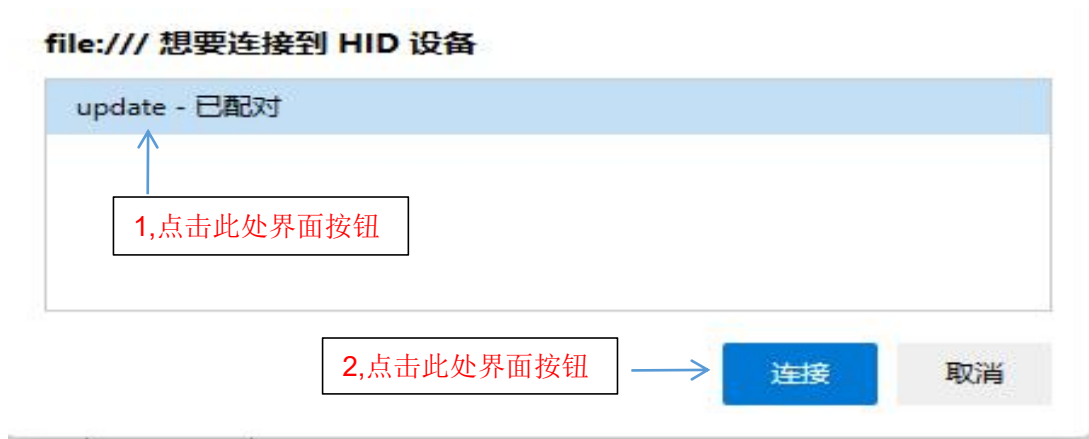 file:/// 想要连接到 HID 设备
update - 已配对
1,点击此处界面按钮
2,点击此处界面按钮
连接
取消